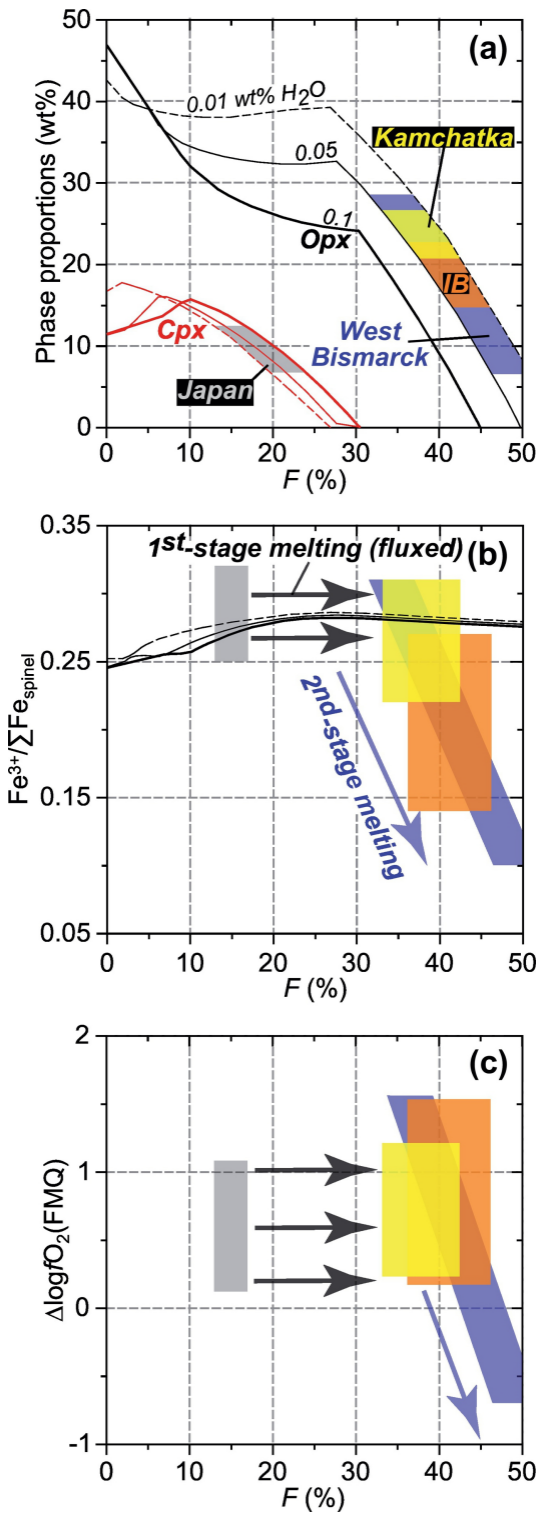 (a)
Phase proportions (wt%)
50
40
30
20
10
0
0.01 wt% H₂O
0.05
0.1
Opx
Kamchatka
IB
West
Bismarck
Cpx
Japan
0 10 20 30 40 50
F (%)
(b)
1st-stage melting (fluxed)
Fe³⁺/∑Fespinel
0.35
0.25
0.15
0.05
2nd-stage melting
0 10 20 30 40 50
F (%)
(c)
ΔlogfO₂(FMQ)
2
1
0
-1
0 10 20 30 40 50
F (%)